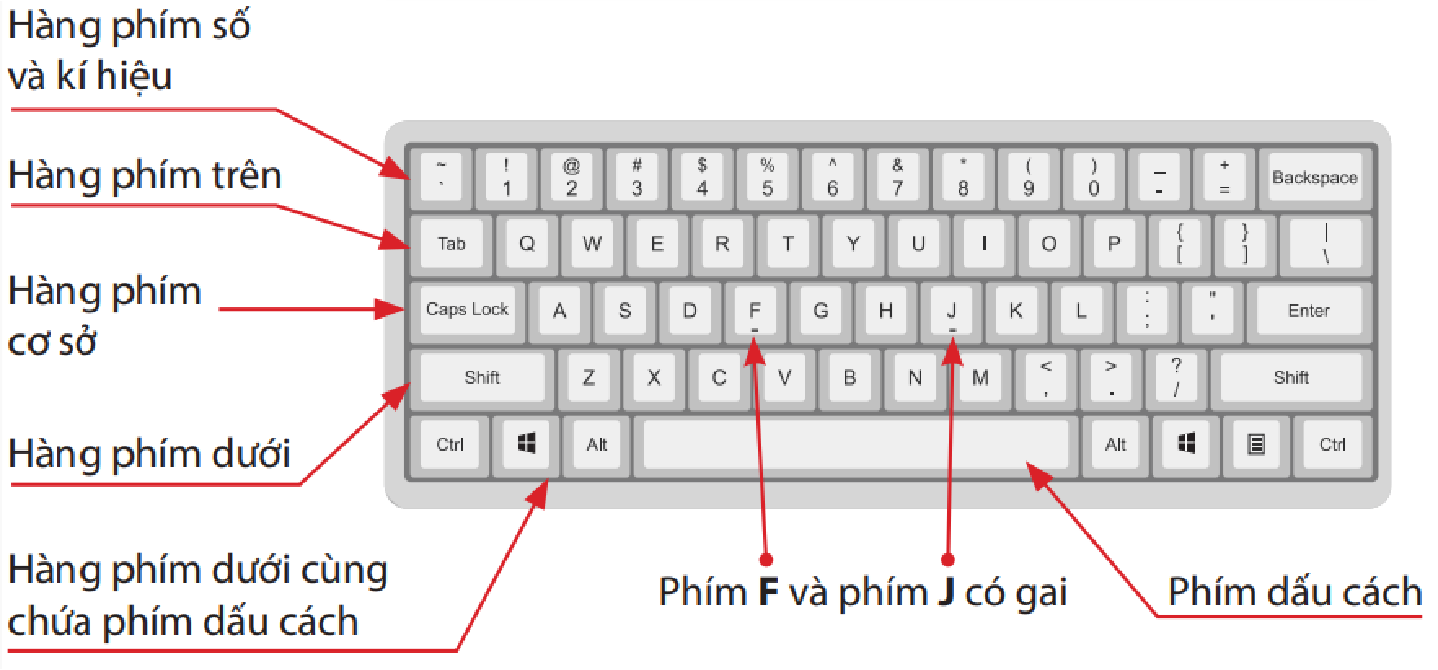 Hàng phím số
và kí hiệu
Hàng phím trên
Hàng phím
cơ sở
Hàng phím dưới
Hàng phím dưới cùng
chứa phím dấu cách
~ ! @ # $ % ^ & * ( ) _ +
` 1 2 3 4 5 6 7 8 9 0 - = Backspace
Tab Q W E R T Y U I O P { [ } ] | \
Caps Lock A S D F G H J K L : ; " ' Enter
Shift Z X C V B N M < , > . ? / Shift
Ctrl Alt Alt Ctrl
Phím F và phím J có gai
Phím dấu cách